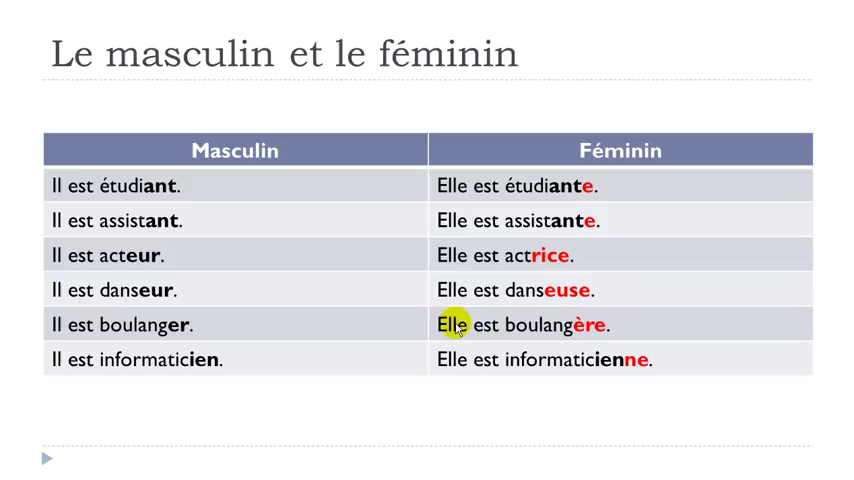 Le masculin et le féminin
Masculin Féminin
Il est étudiant. Elle est étudiante.
Il est assistant. Elle est assistante.
Il est acteur. Elle est actrice.
Il est danseur. Elle est danseuse.
Il est boulanger. Elle est boulangère.
Il est informaticien. Elle est informaticienne.